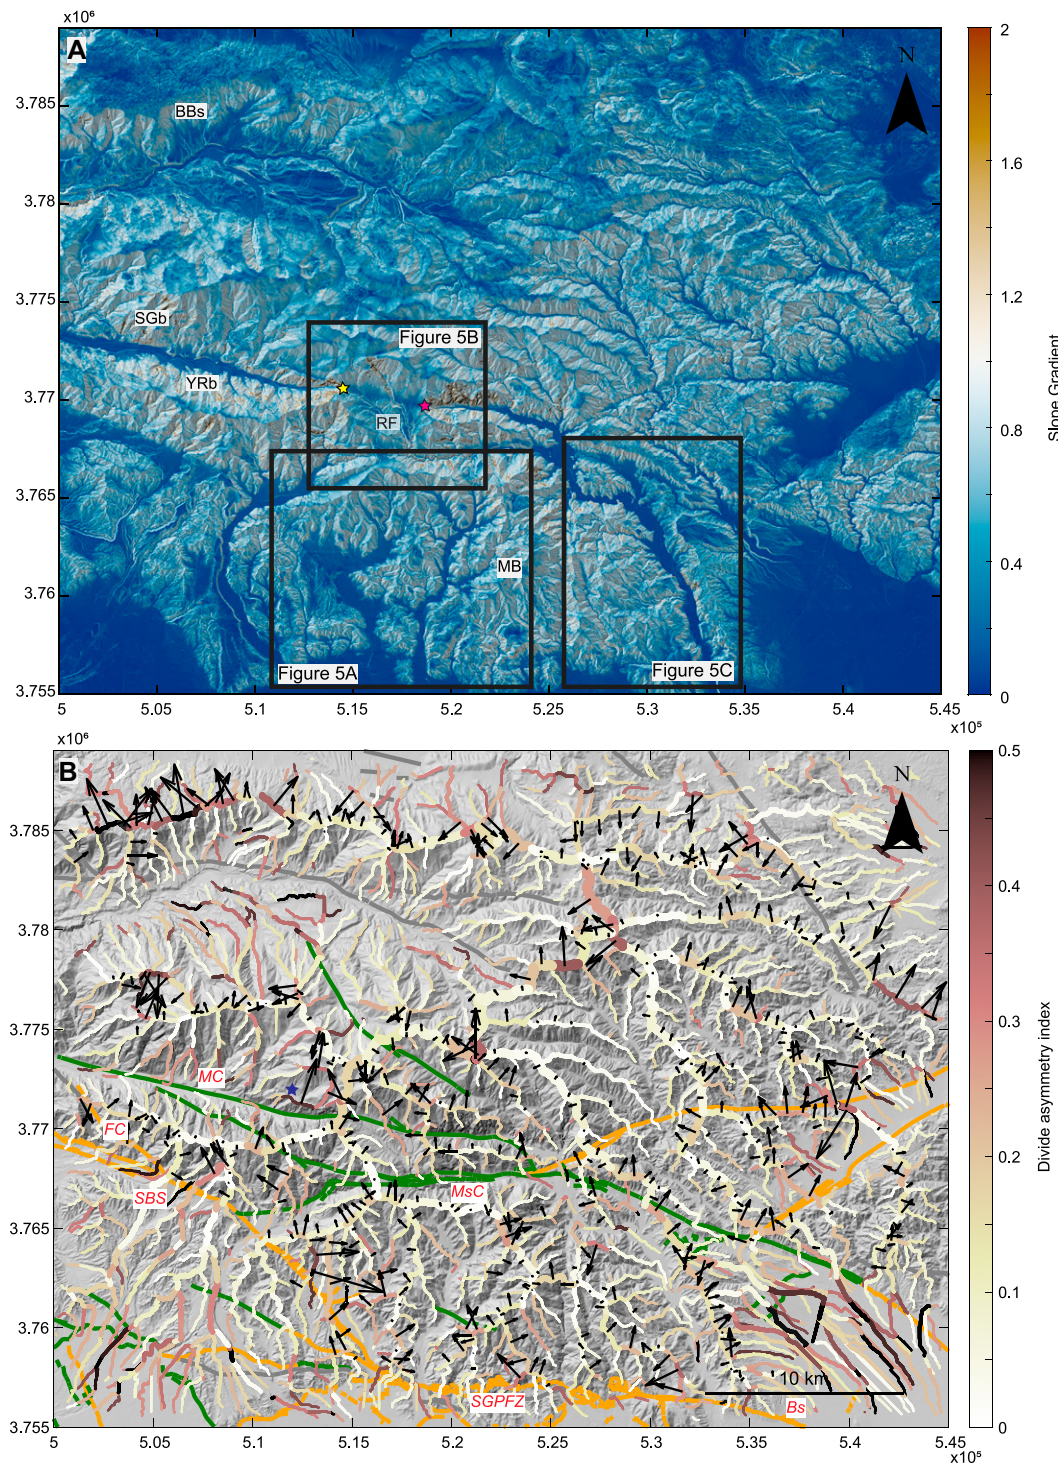 x10⁶
A
N
2
3.785
BBs
1.6
3.78
3.775
1.2
SGb
Figure 5B
YRb
3.77
RF
0.8
Slope Gradient
3.765
0.4
MB
3.76
Figure 5A
Figure 5C
3.755
0
5
5.05
5.1
5.15
5.2
5.25
5.3
5.35
5.4
5.45
x10⁵
x10⁶
B
N
0.5
3.785
0.4
3.78
3.775
0.3
MC
3.77
FC
0.2
SBS
MsC
3.765
Divide asymmetry index
0.1
3.76
10 km
SGPFZ
Bs
3.755
0
5
5.05
5.1
5.15
5.2
5.25
5.3
5.35
5.4
5.45
x10⁵